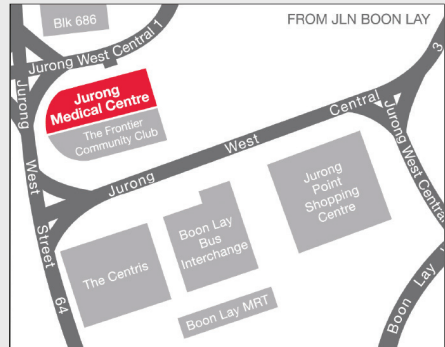 Blk 686
FROM JLN BOON LAY
Jurong West Central 1
3
Jurong
Medical Centre
The Frontier
Community Club
Jurong West Central
Jurong West Central
Jurong West Street 64
Jurong
Point
Shopping
Centre
Boon Lay
Bus
Interchange
The Centris
Boon Lay MRT
Boon Lay